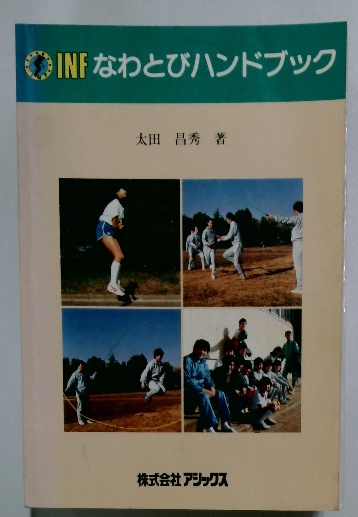 INF なわとびハンドブック
太田 昌秀 著
株式会社 アシックス